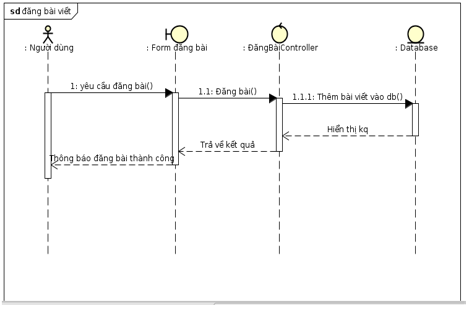 sd đăng bài viết
: Người dùng
: Form đăng bài
: ĐăngBàiController
: Database
1: yêu cầu đăng bài()
1.1: Đăng bài()
1.1.1: Thêm bài viết vào db()
Hiển thị kq
Trả về kết quả
Thông báo đăng bài thành công